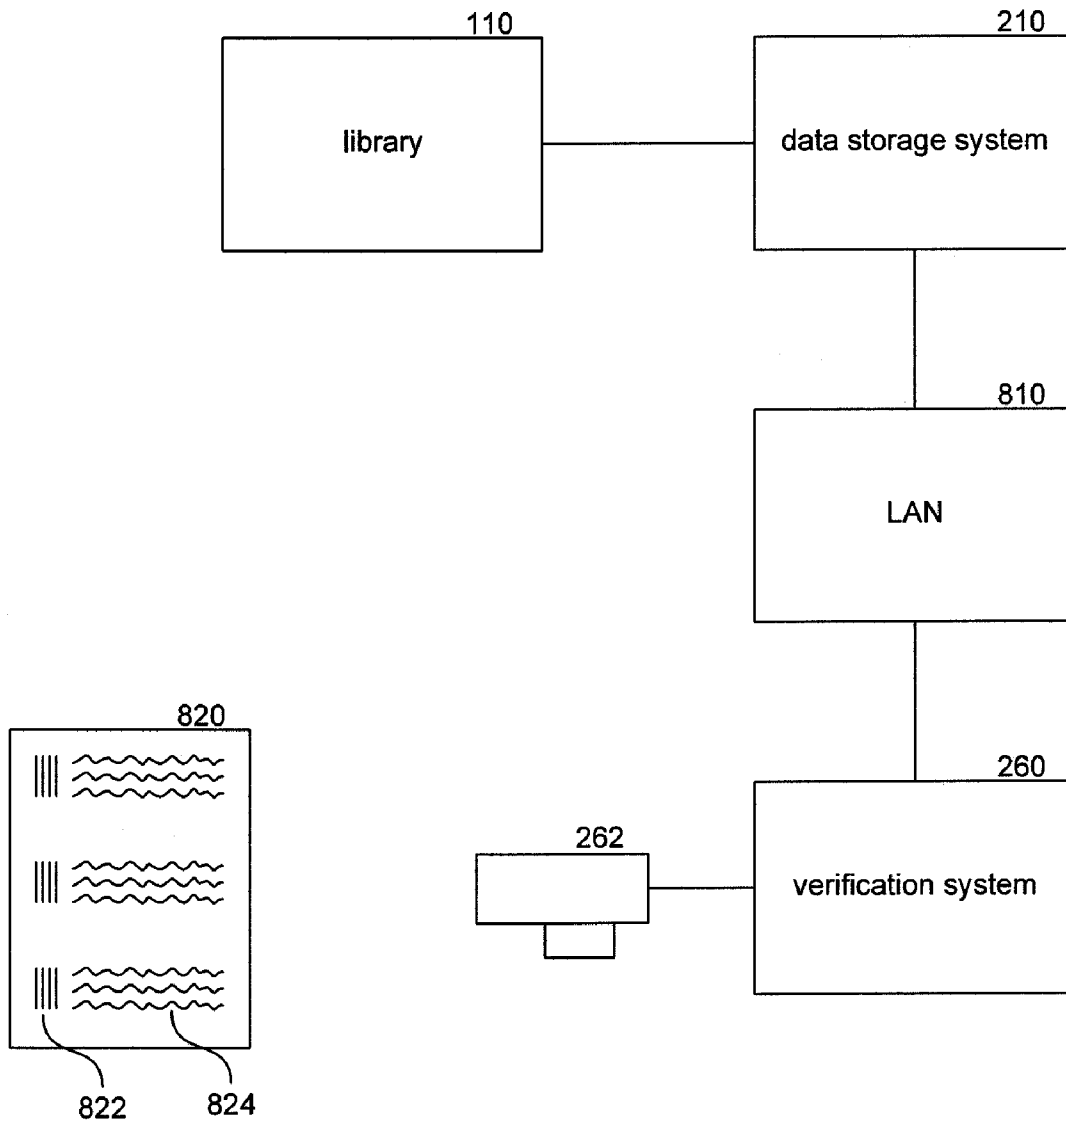 110
210
library
data storage system
810
LAN
820
260
262
verification system
822
824